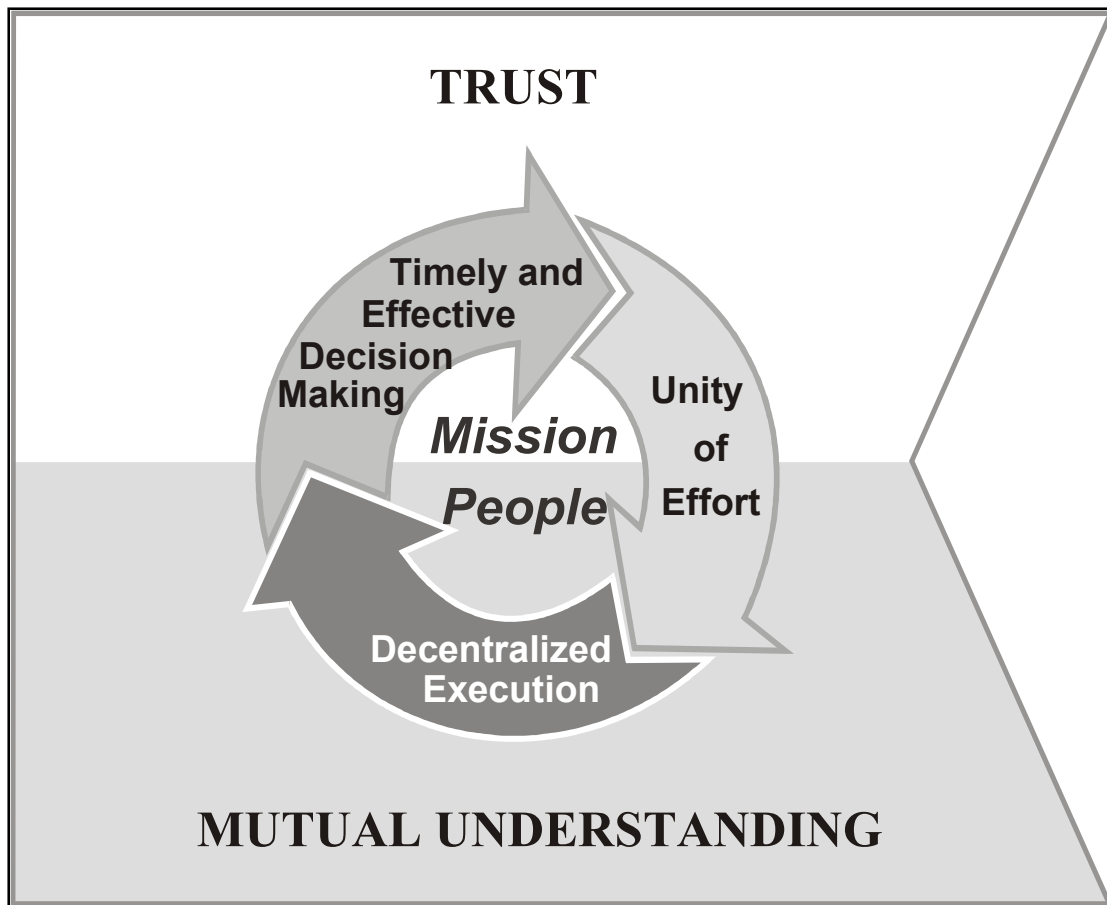 TRUST
Timely and
Effective
Decision
Making
Unity
of
Effort
Mission
People
Decentralized
Execution
MUTUAL UNDERSTANDING